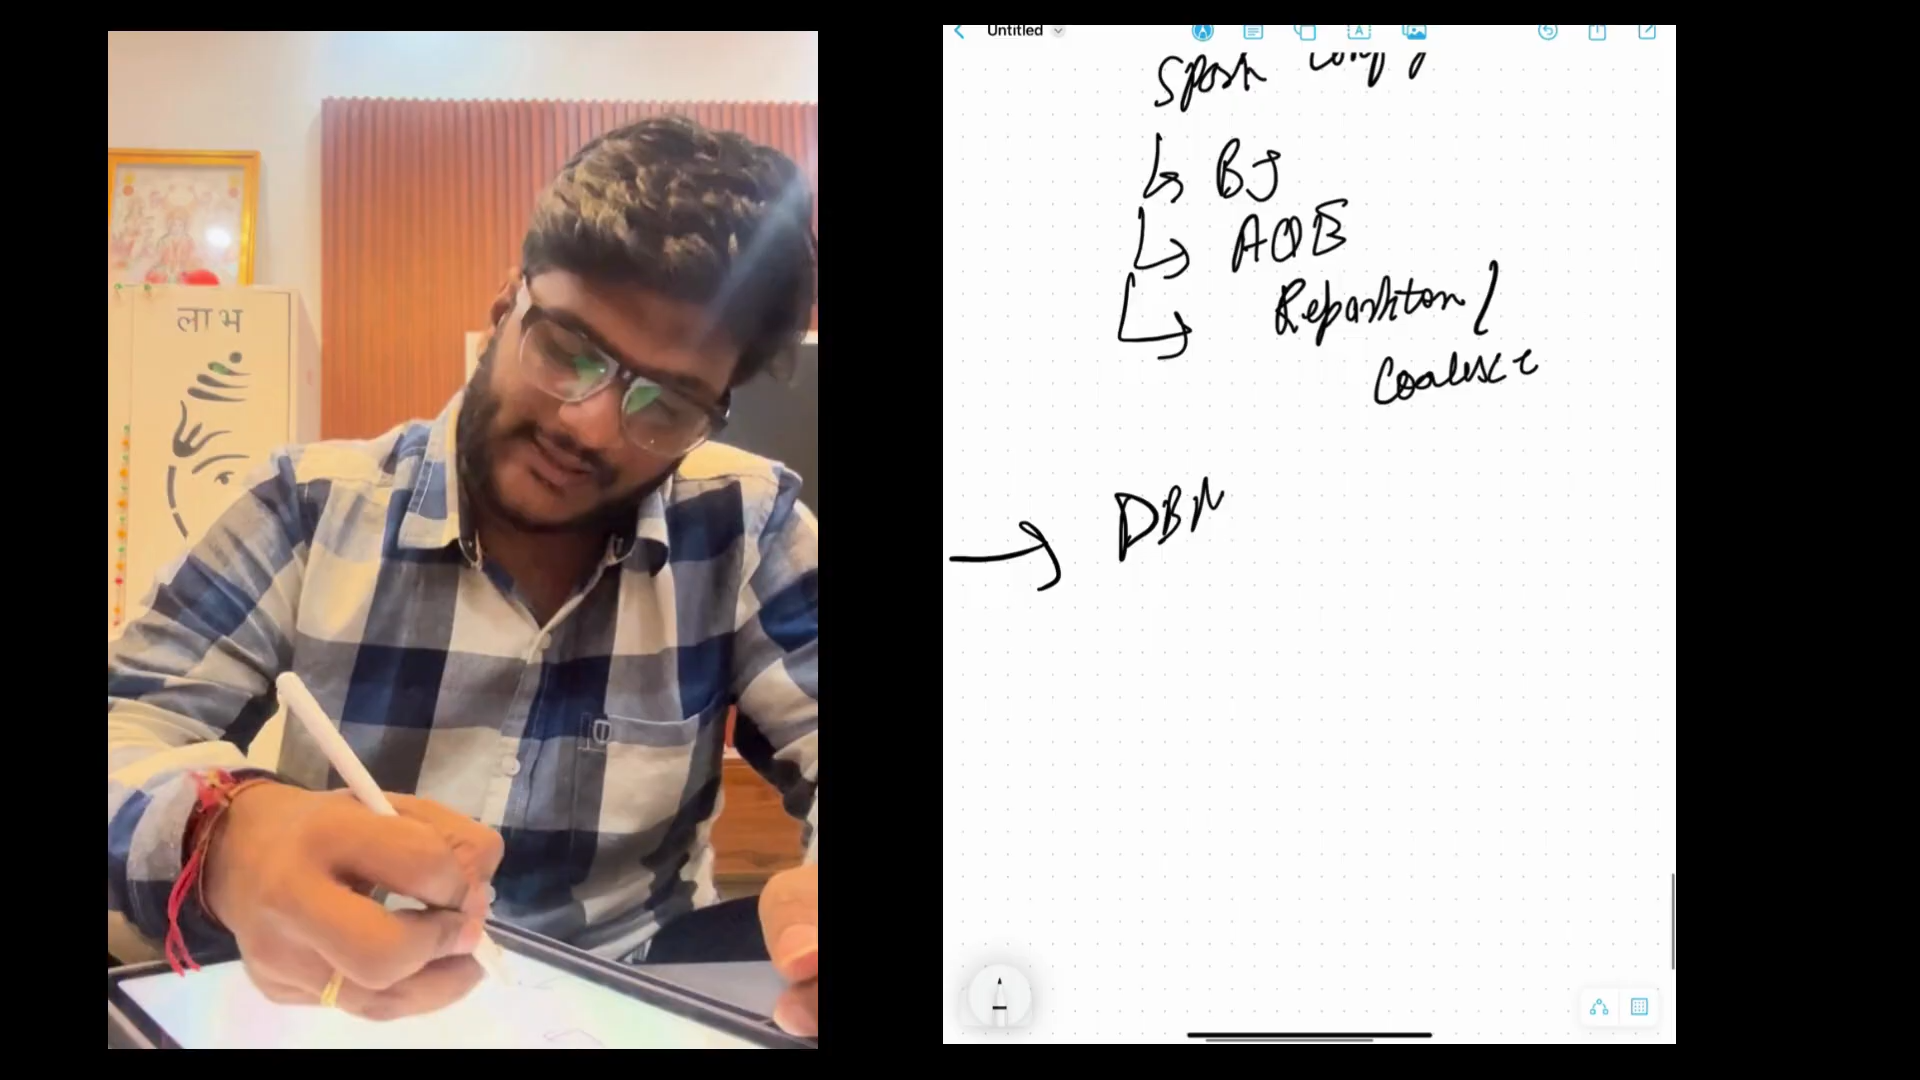 लाभ
Untitled
Spark
↳ BJ
↳ AQE
↳ Repartition /
Coalesce
→ DBN